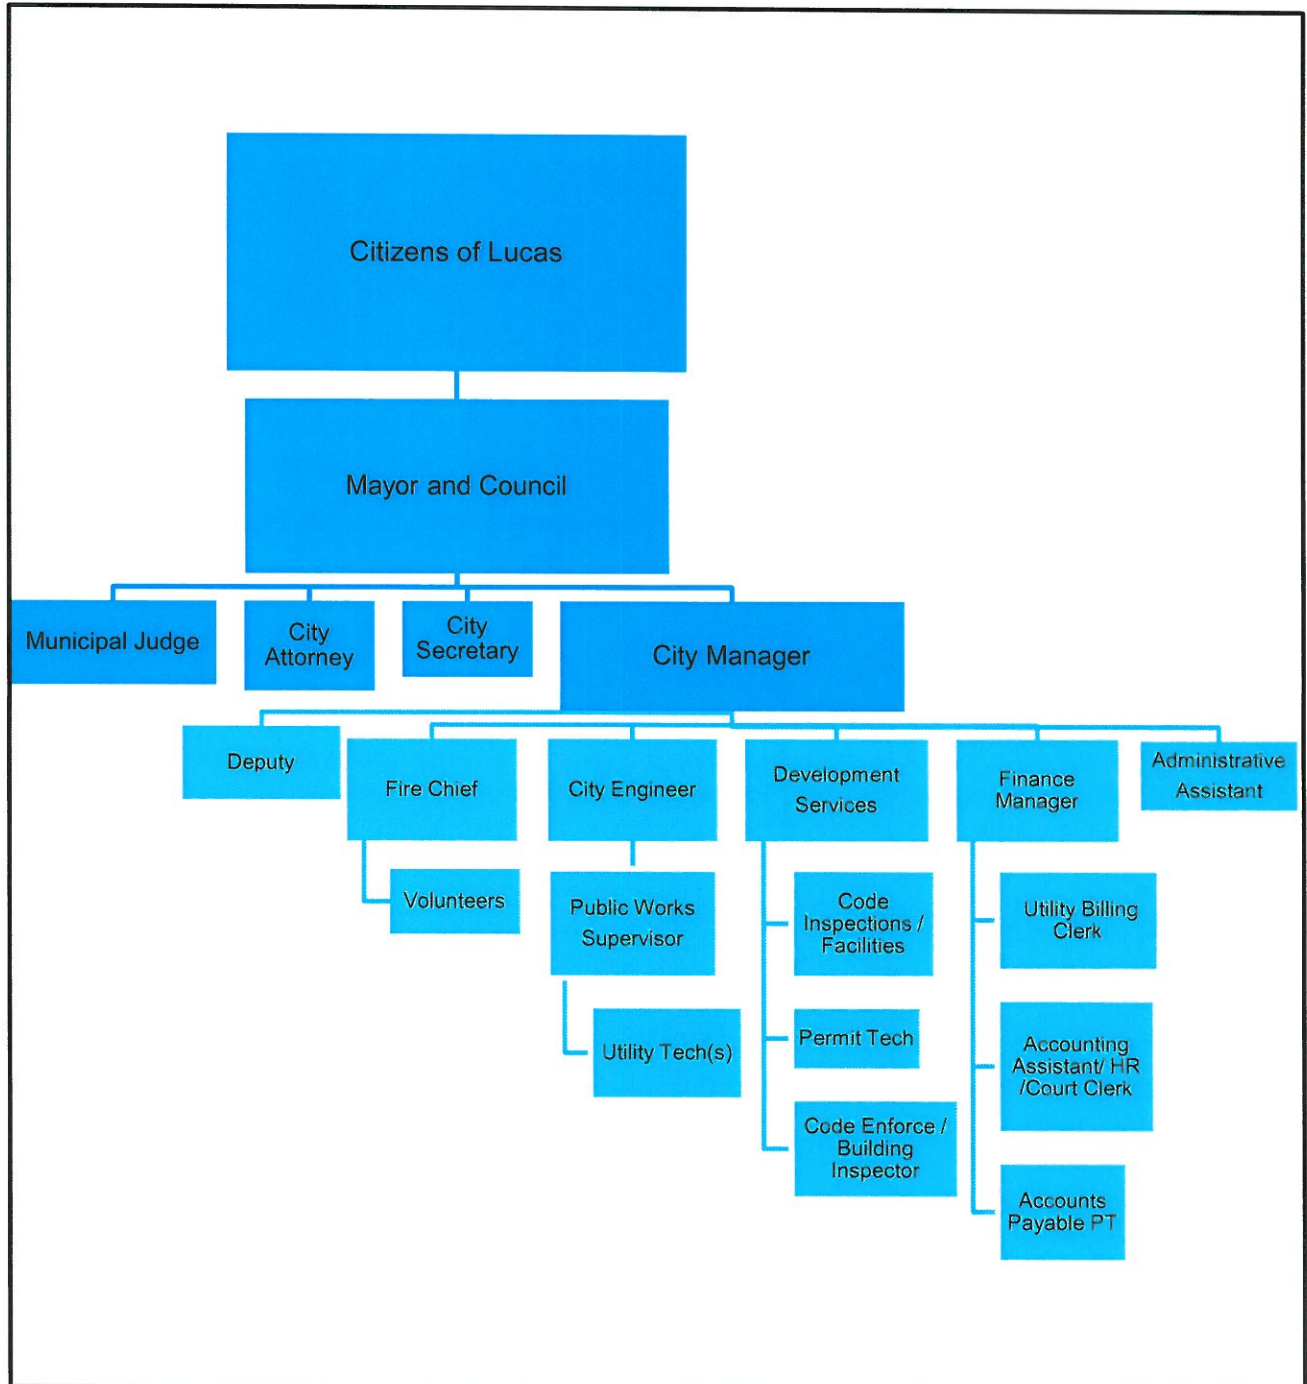 Citizens of Lucas
Mayor and Council
Municipal Judge
City
Attorney
City
Secretary
City Manager
Deputy
Fire Chief
City Engineer
Development
Services
Finance
Manager
Administrative
Assistant
Volunteers
Public Works
Supervisor
Code
Inspections /
Facilities
Utility Billing
Clerk
Utility Tech(s)
Permit Tech
Accounting
Assistant/ HR
/Court Clerk
Code Enforce /
Building
Inspector
Accounts
Payable PT